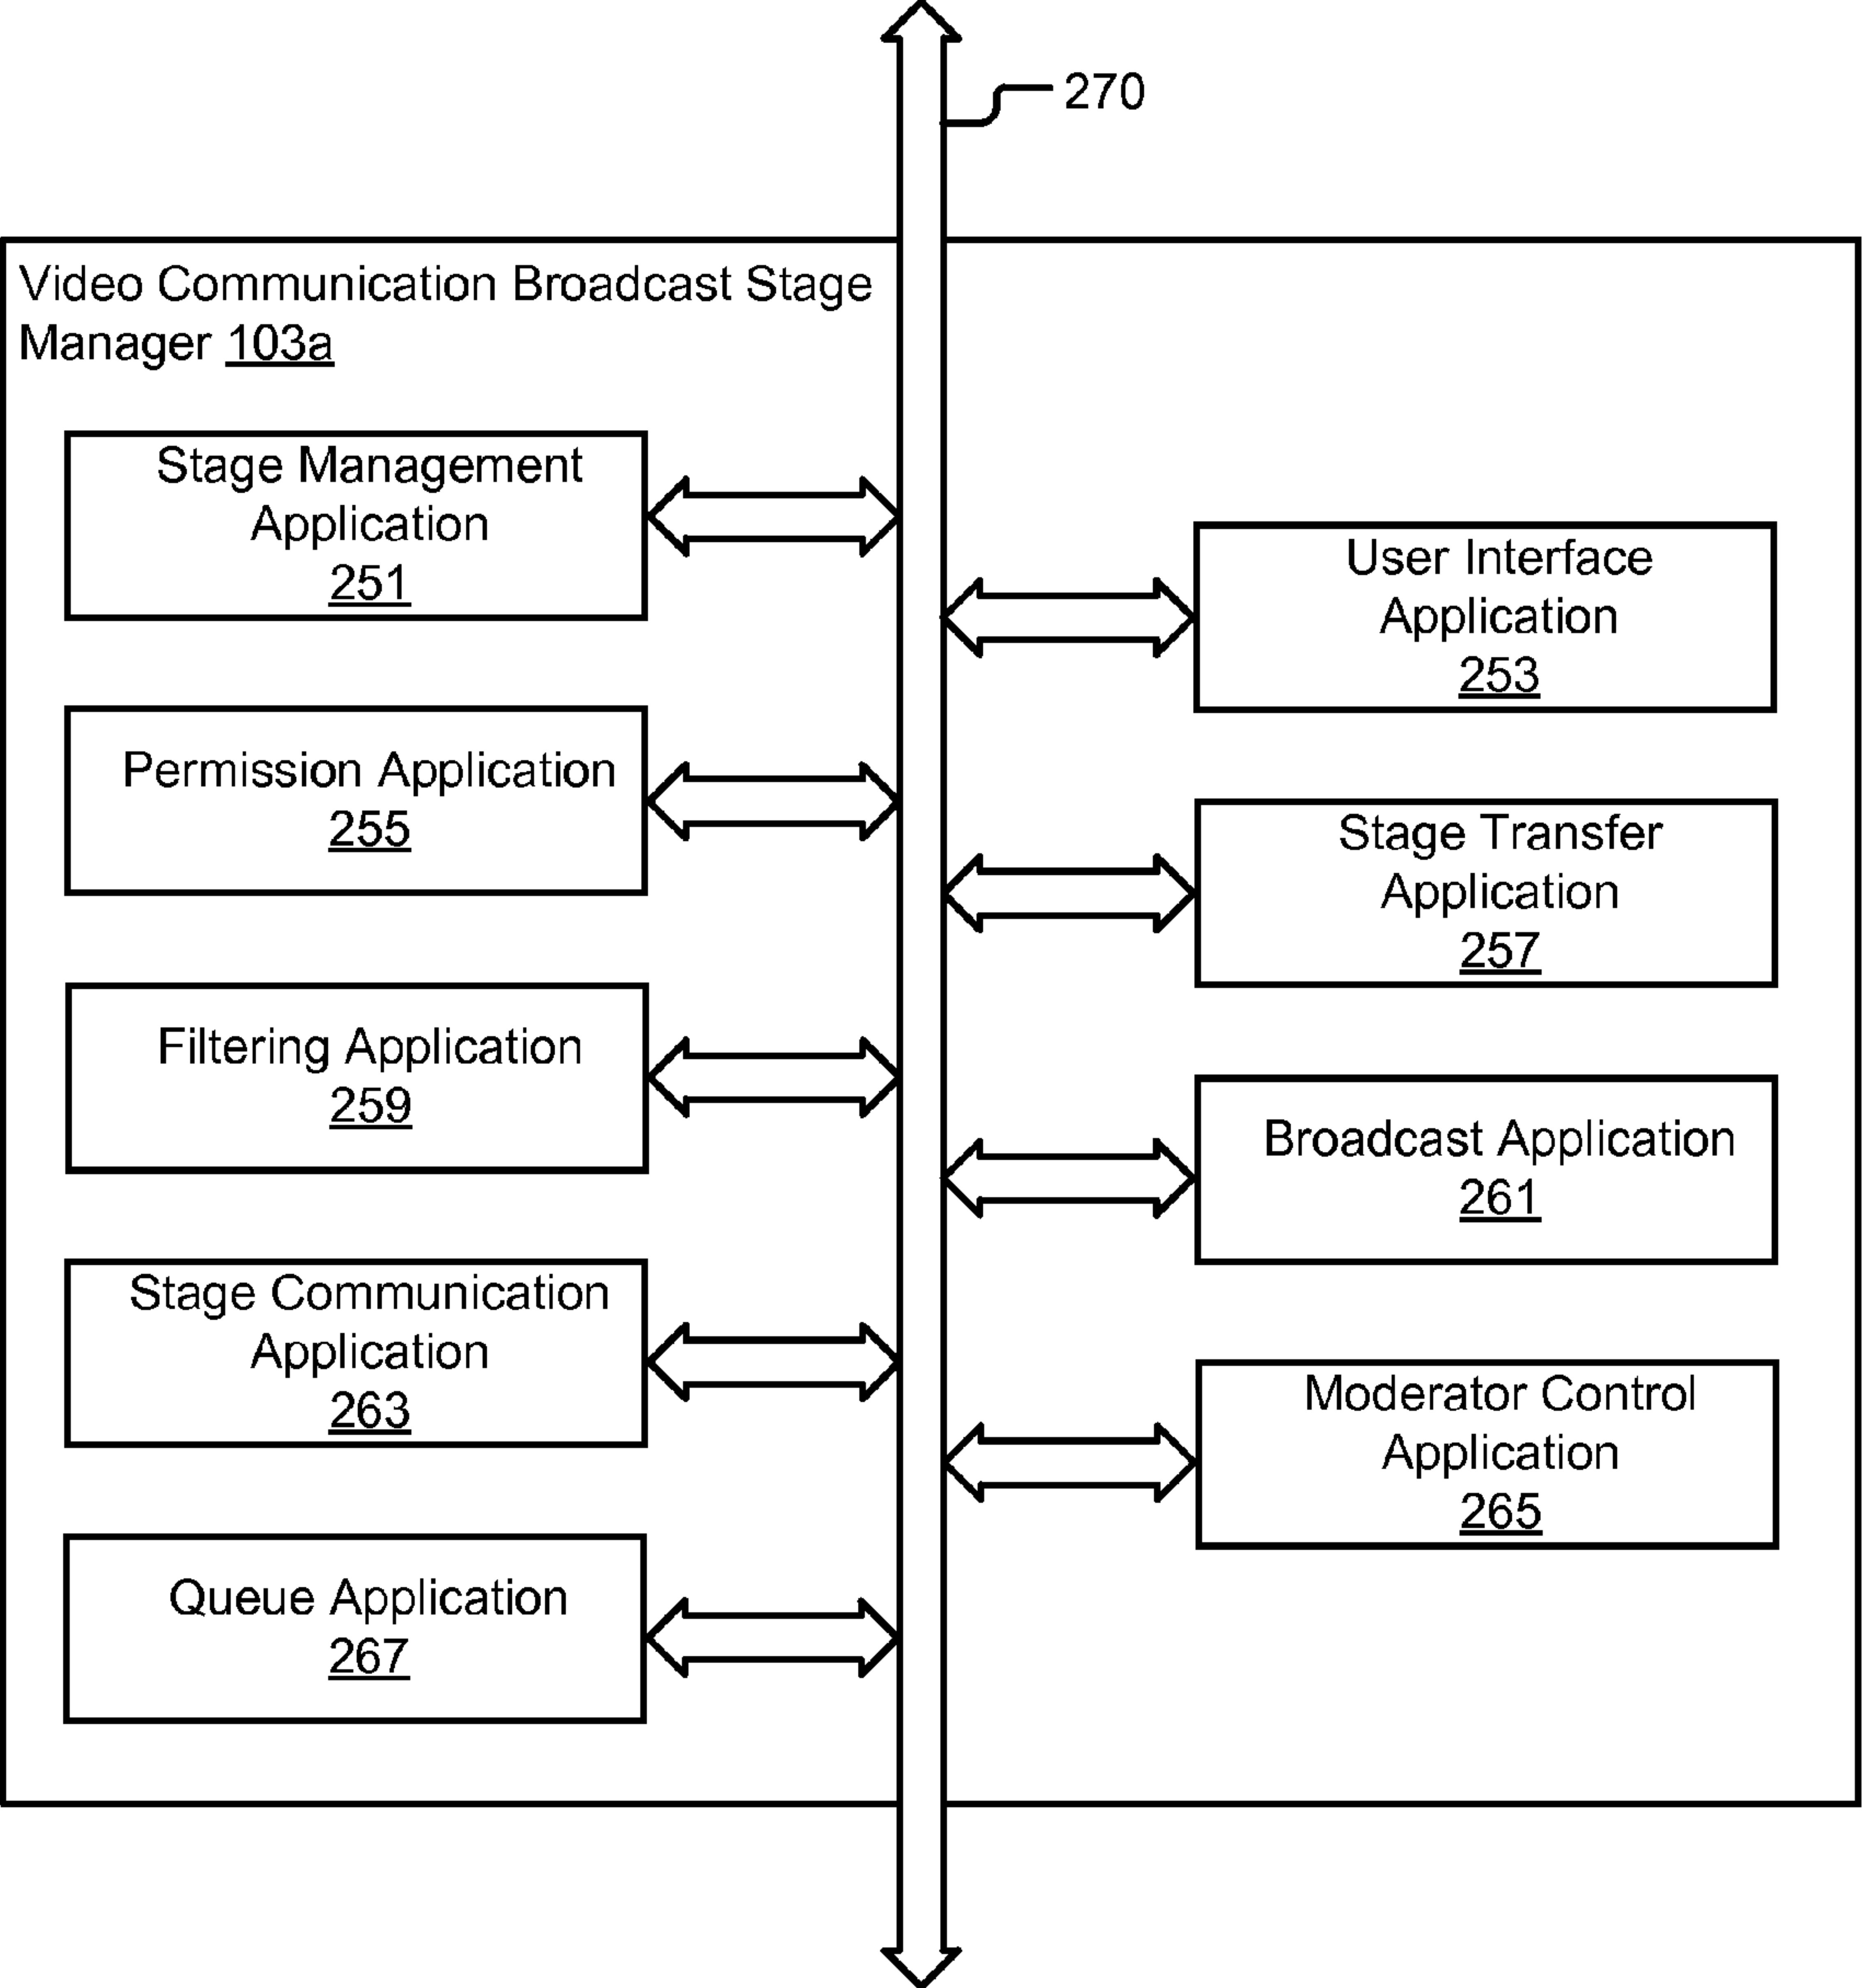 270
Video Communication Broadcast Stage
Manager 103a
Stage Management
Application
251
User Interface
Application
253
Permission Application
255
Stage Transfer
Application
257
Filtering Application
259
Broadcast Application
261
Stage Communication
Application
263
Moderator Control
Application
265
Queue Application
267